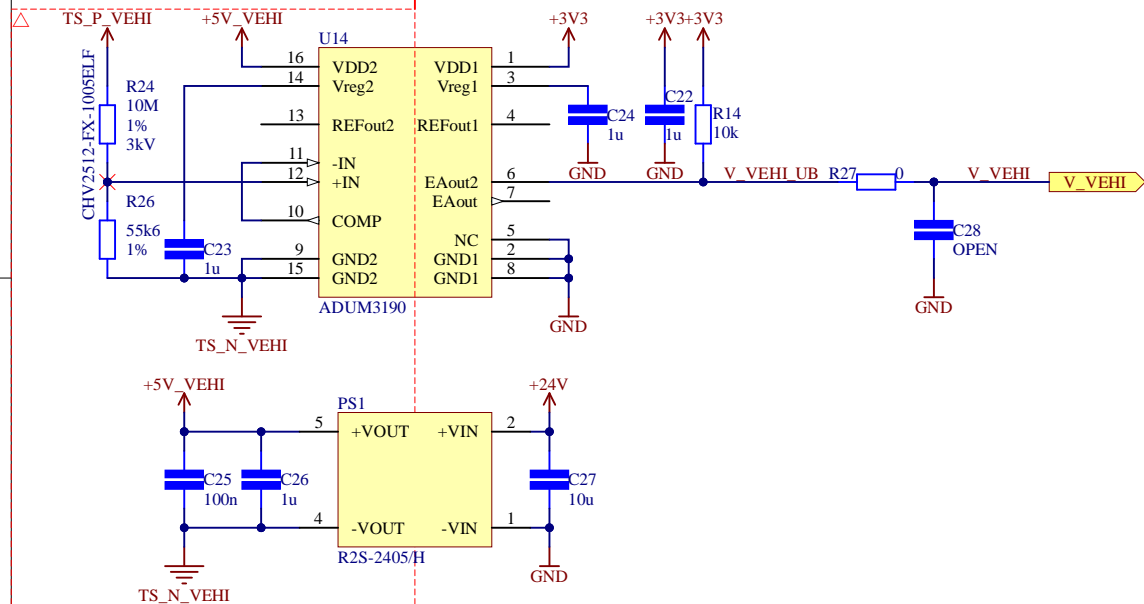 TS_P_VEHI
+5V_VEHI
+3V3
+3V3
+3V3
U14
CHV2512-FX-1005ELF
R24
10M
1%
3kV
R26
55k6
1%
C23
1u
16
14
13
11
12
10
9
15
VDD2
Vreg2
REFout2
-IN
+IN
COMP
GND2
GND2
VDD1
Vreg1
REFout1
EAout2
EAout
NC
GND1
GND1
1
3
4
6
7
5
2
8
ADUM3190
C24
1u
GND
C22
1u
GND
R14
10k
V_VEHI_UB
R27
0
V_VEHI
V_VEHI
C28
OPEN
GND
GND
TS_N_VEHI
+5V_VEHI
+24V
PS1
5
+VOUT
+VIN
2
C25
100n
C26
1u
C27
10u
4
-VOUT
-VIN
1
R2S-2405/H
GND
TS_N_VEHI